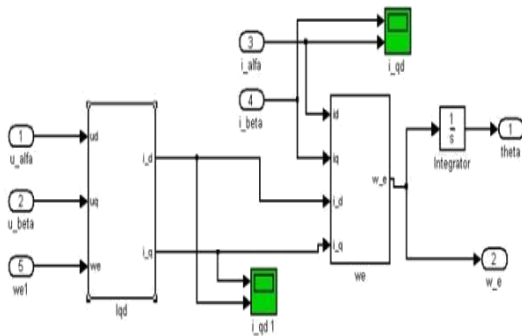 3
i_alfa
i_qd
4
i_beta
1
u_alfa
2
u_beta
5
we1
ud
uq
we
i_d
i_q
Iqd
i_qd 1
id
iq
i_d
i_q
w_e
we
1
s
Integrator
1
theta
2
w_e